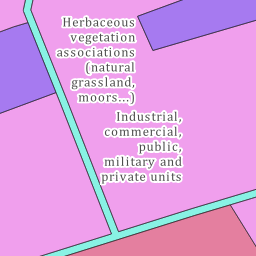 Herbaceous
vegetation
associations
(natural
grassland,
moors...)
Industrial,
commercial,
public,
military and
private units